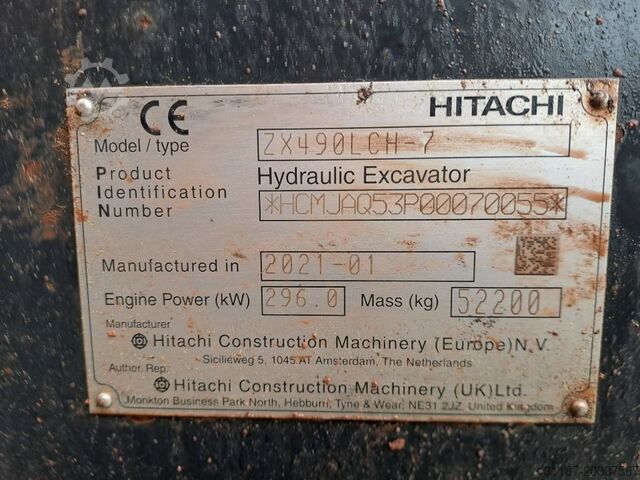 CE HITACHI
Model / type ZX490LCH-7
Product Hydraulic Excavator
Identification
Number *HCMJAQ53P00070055*
Manufactured in 2021-01
Engine Power (kW) 296.0 Mass (kg) 52200
Manufacturer
Hitachi Construction Machinery (Europe)N.V.
Siciliëweg 5, 1045 AT Amsterdam, The Netherlands
Author. Rep.
Hitachi Construction Machinery (UK)Ltd.
Monkton Business Park North, Hebburn, Tyne & Wear, NE31 2JZ, United Kingdom